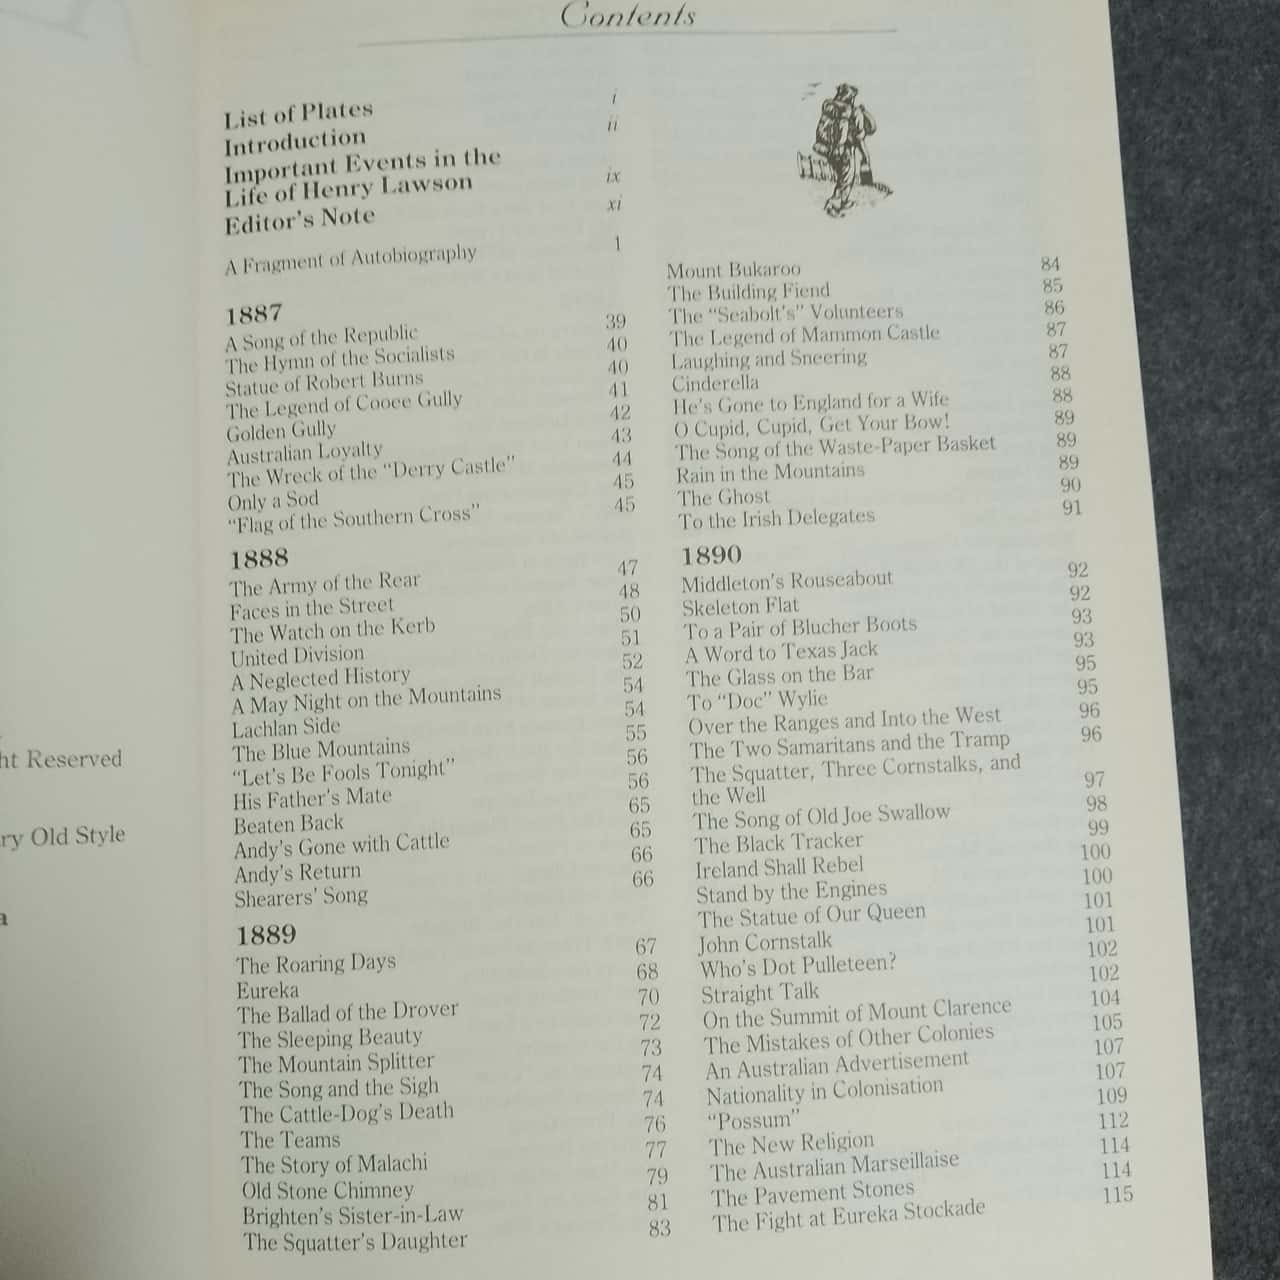 ht Reserved
ry Old Style
a
Contents
List of Plates i
Introduction ii
Important Events in the
Life of Henry Lawson ix
Editor's Note xi
A Fragment of Autobiography 1
1887
A Song of the Republic 39
The Hymn of the Socialists 40
Statue of Robert Burns 40
The Legend of Cooee Gully 41
Golden Gully 42
Australian Loyalty 43
The Wreck of the "Derry Castle" 44
Only a Sod 45
"Flag of the Southern Cross" 45
1888
The Army of the Rear 47
Faces in the Street 48
The Watch on the Kerb 50
United Division 51
A Neglected History 52
A May Night on the Mountains 54
Lachlan Side 54
The Blue Mountains 55
"Let's Be Fools Tonight" 56
His Father's Mate 56
Beaten Back 65
Andy's Gone with Cattle 65
Andy's Return 66
Shearers' Song 66
1889
The Roaring Days 67
Eureka 68
The Ballad of the Drover 70
The Sleeping Beauty 72
The Mountain Splitter 73
The Song and the Sigh 74
The Cattle-Dog's Death 74
The Teams 76
The Story of Malachi 77
Old Stone Chimney 79
Brighten's Sister-in-Law 81
The Squatter's Daughter 83
Mount Bukaroo 84
The Building Fiend 85
The "Seabolt's" Volunteers 86
The Legend of Mammon Castle 87
Laughing and Sneering 87
Cinderella 88
He's Gone to England for a Wife 88
O Cupid, Cupid, Get Your Bow! 89
The Song of the Waste-Paper Basket 89
Rain in the Mountains 89
The Ghost 90
To the Irish Delegates 91
1890
Middleton's Rouseabout 92
Skeleton Flat 92
To a Pair of Blucher Boots 93
A Word to Texas Jack 93
The Glass on the Bar 95
To "Doc" Wylie 95
Over the Ranges and Into the West 96
The Two Samaritans and the Tramp 96
The Squatter, Three Cornstalks, and
the Well 97
The Song of Old Joe Swallow 98
The Black Tracker 99
Ireland Shall Rebel 100
Stand by the Engines 100
The Statue of Our Queen 101
John Cornstalk 101
Who's Dot Pulleteen? 102
Straight Talk 102
On the Summit of Mount Clarence 104
The Mistakes of Other Colonies 105
An Australian Advertisement 107
Nationality in Colonisation 107
"Possum" 109
The New Religion 112
The Australian Marseillaise 114
The Pavement Stones 114
The Fight at Eureka Stockade 115